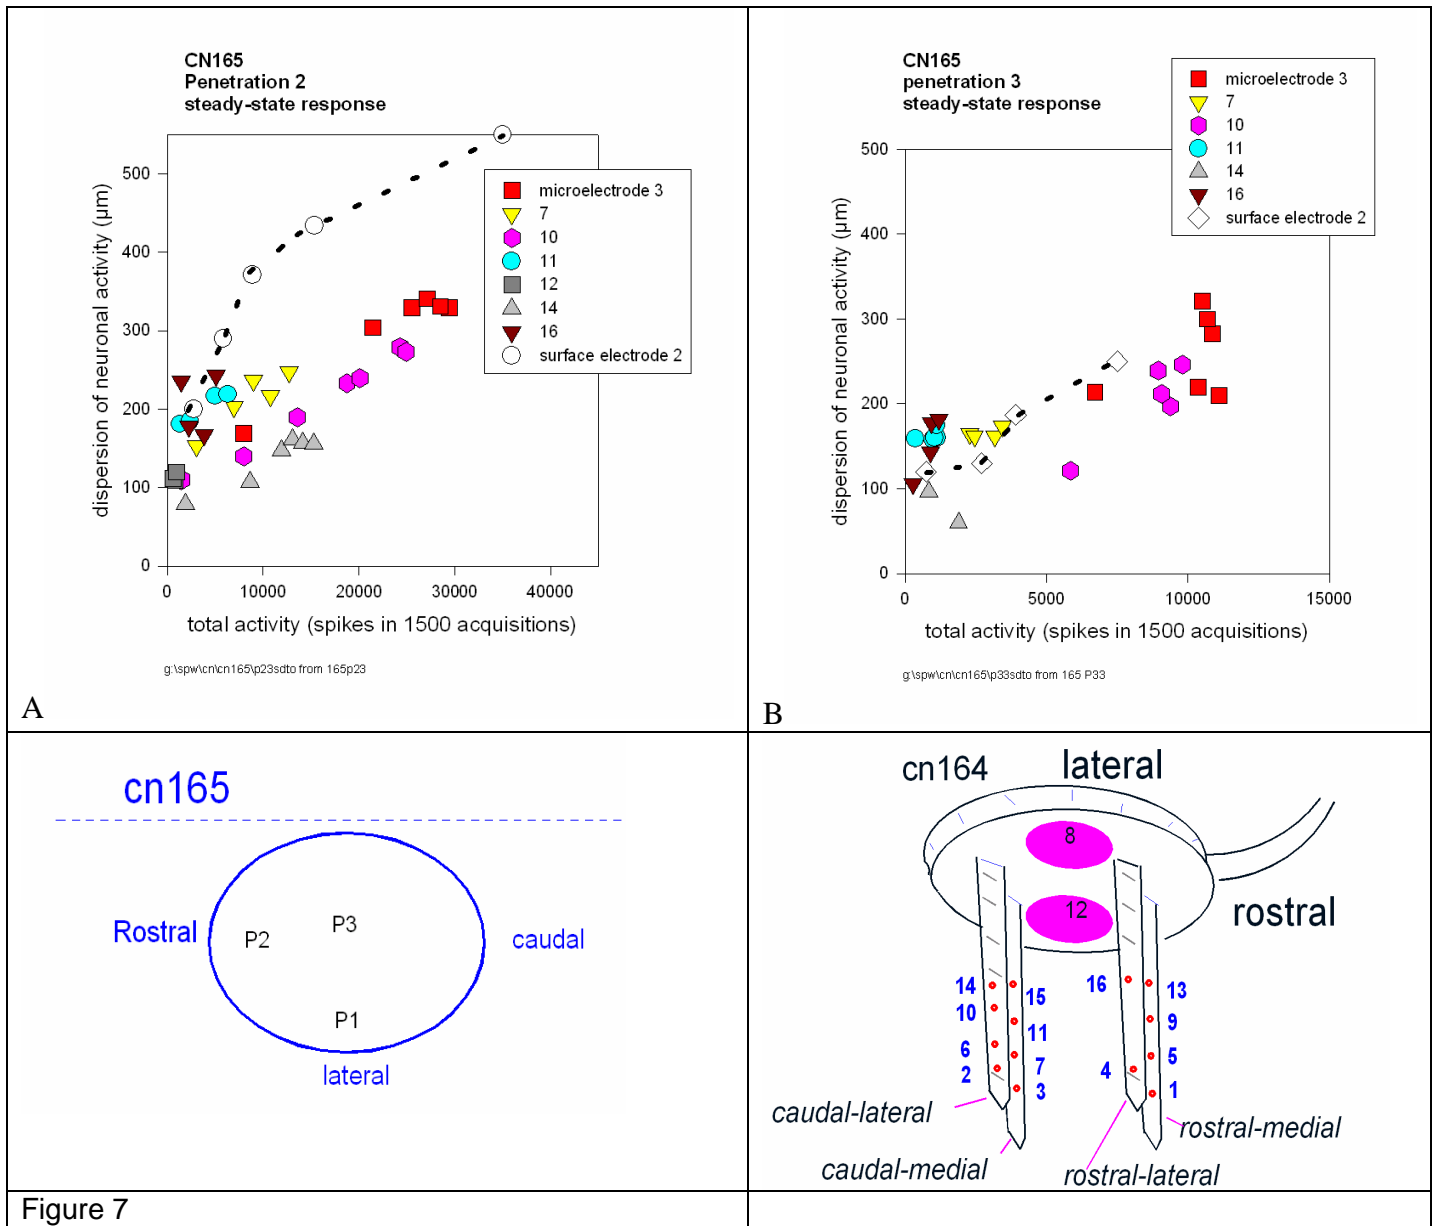 CN165
Penetration 2
steady-state response
dispersion of neuronal activity (µm)
500
400
300
200
100
0
microelectrode 3
7
10
11
12
14
16
surface electrode 2
0 10000 20000 30000 40000
total activity (spikes in 1500 acquisitions)
g:\spw\cn\cn165\p23sdto from 165p23
A
CN165
penetration 3
steady-state response
dispersion of neuronal activity (µm)
500
400
300
200
100
0
microelectrode 3
7
10
11
14
16
surface electrode 2
0 5000 10000 15000
total activity (spikes in 1500 acquisitions)
g:\spw\cn\cn165\p33sdto from 165 P33
B
cn165
Rostral
P2
P3
caudal
P1
lateral
cn164
lateral
8
12
rostral
14
15
16
13
10
11
9
6
7
5
2
3
4
1
caudal-lateral
caudal-medial
rostral-medial
rostral-lateral
Figure 7